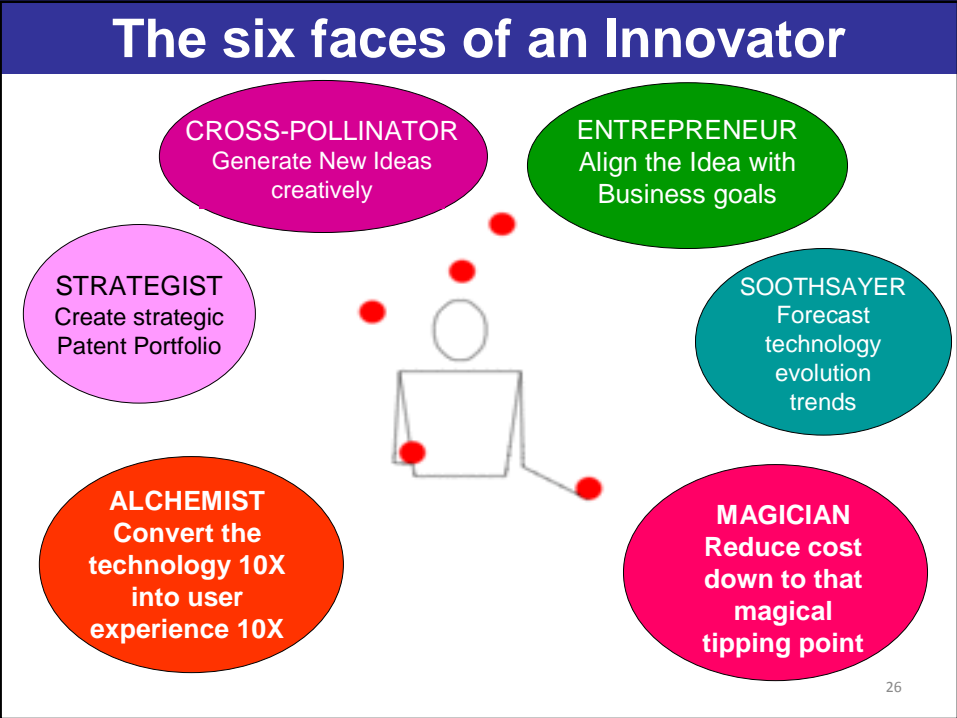 The six faces of an Innovator
CROSS-POLLINATOR
Generate New Ideas
creatively
ENTREPRENEUR
Align the Idea with
Business goals
STRATEGIST
Create strategic
Patent Portfolio
SOOTHSAYER
Forecast
technology
evolution
trends
ALCHEMIST
Convert the
technology 10X
into user
experience 10X
MAGICIAN
Reduce cost
down to that
magical
tipping point
26